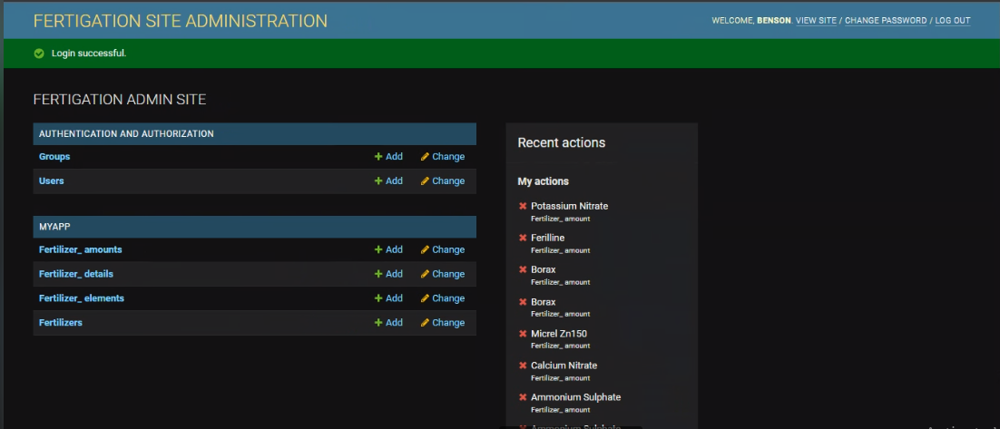 FERTIGATION SITE ADMINISTRATION
WELCOME, BENSON. VIEW SITE / CHANGE PASSWORD / LOG OUT
Login successful.
FERTIGATION ADMIN SITE
AUTHENTICATION AND AUTHORIZATION
Groups Add Change
Users Add Change
MYAPP
Fertilizer_ amounts Add Change
Fertilizer_ details Add Change
Fertilizer_ elements Add Change
Fertilizers Add Change
Recent actions
My actions
Potassium Nitrate
Fertilizer_ amount
Ferilline
Fertilizer_ amount
Borax
Fertilizer_ amount
Borax
Fertilizer_ amount
Micrel Zn150
Fertilizer_ amount
Calcium Nitrate
Fertilizer_ amount
Ammonium Sulphate
Fertilizer_ amount
Ammonium Sulphate